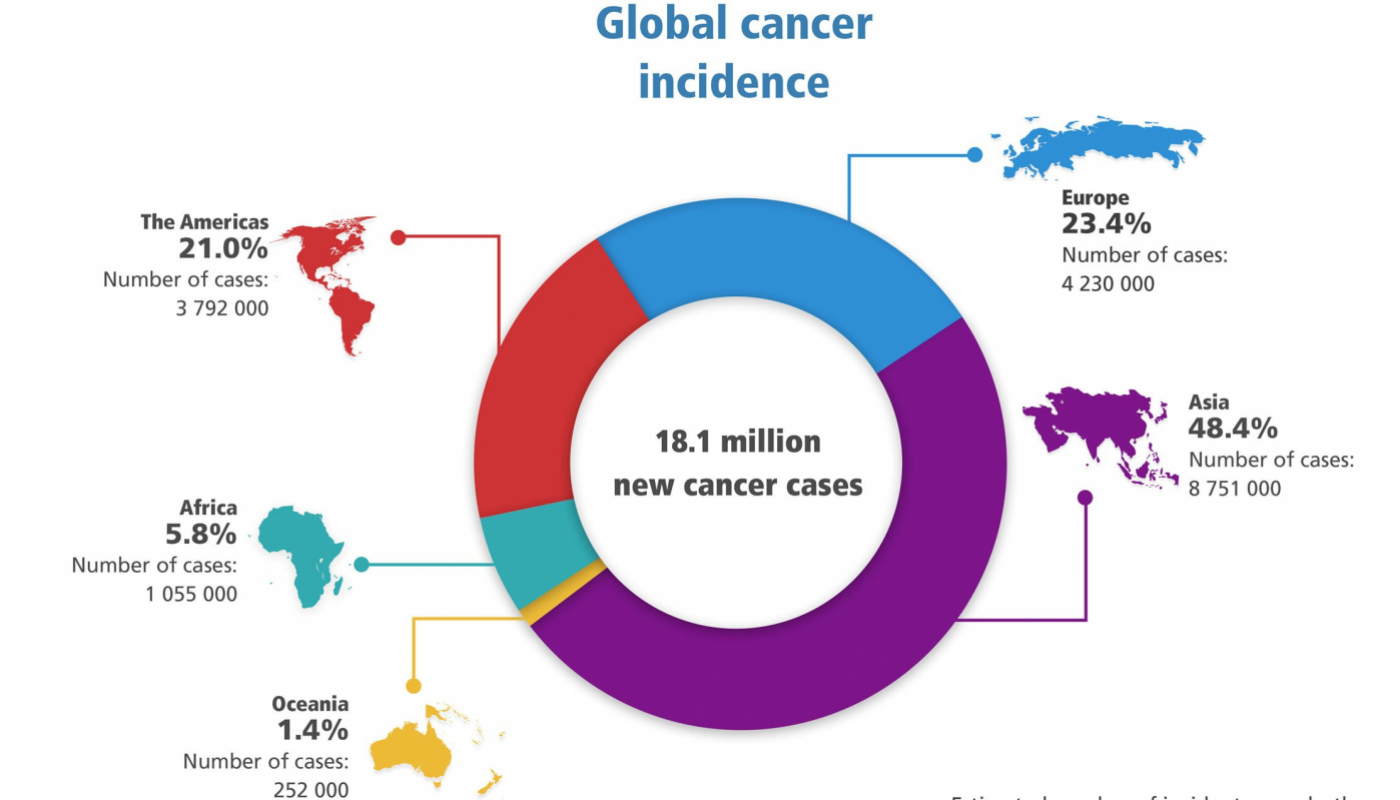 Global cancer
incidence
Europe
23.4%
Number of cases:
4 230 000
The Americas
21.0%
Number of cases:
3 792 000
Asia
48.4%
Number of cases:
8 751 000
18.1 million
new cancer cases
Africa
5.8%
Number of cases:
1 055 000
Oceania
1.4%
Number of cases:
252 000